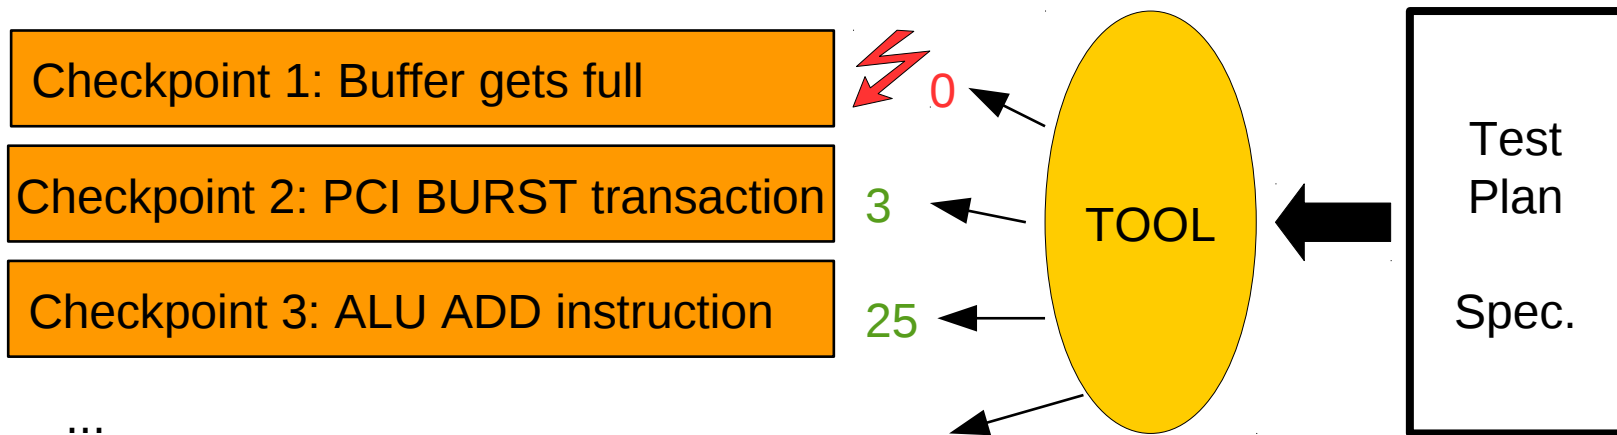 Checkpoint 1: Buffer gets full
0
Checkpoint 2: PCI BURST transaction
3
Checkpoint 3: ALU ADD instruction
25
...
TOOL
Test
Plan
Spec.